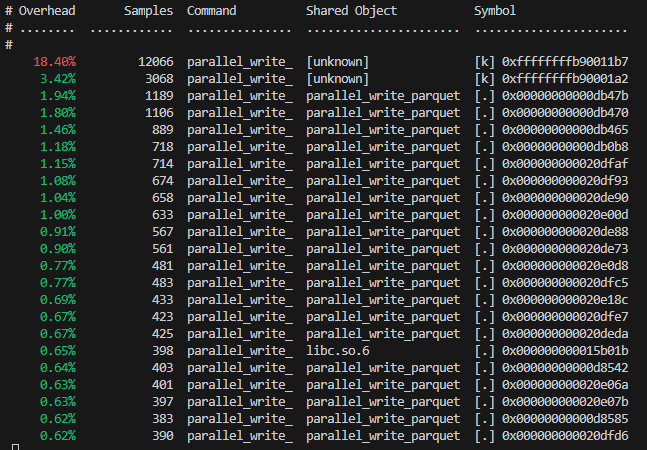 # Overhead       Samples  Command          Shared Object           Symbol
# ........  ............  ...............  ......................  ......................
#
    18.40%         12066  parallel_write_  [unknown]               [k] 0xffffffffb90011b7
     3.42%          3068  parallel_write_  [unknown]               [k] 0xffffffffb90001a2
     1.94%          1189  parallel_write_  parallel_write_parquet  [.] 0x00000000000db47b
     1.80%          1106  parallel_write_  parallel_write_parquet  [.] 0x00000000000db470
     1.46%           889  parallel_write_  parallel_write_parquet  [.] 0x00000000000db465
     1.18%           718  parallel_write_  parallel_write_parquet  [.] 0x00000000000db0b8
     1.15%           714  parallel_write_  parallel_write_parquet  [.] 0x000000000020dfaf
     1.08%           674  parallel_write_  parallel_write_parquet  [.] 0x000000000020df93
     1.04%           658  parallel_write_  parallel_write_parquet  [.] 0x000000000020de90
     1.00%           633  parallel_write_  parallel_write_parquet  [.] 0x000000000020e00d
     0.91%           567  parallel_write_  parallel_write_parquet  [.] 0x000000000020de88
     0.90%           561  parallel_write_  parallel_write_parquet  [.] 0x000000000020de73
     0.77%           481  parallel_write_  parallel_write_parquet  [.] 0x000000000020e0d8
     0.77%           483  parallel_write_  parallel_write_parquet  [.] 0x000000000020dfc5
     0.69%           433  parallel_write_  parallel_write_parquet  [.] 0x000000000020e18c
     0.67%           423  parallel_write_  parallel_write_parquet  [.] 0x000000000020dfe7
     0.67%           425  parallel_write_  parallel_write_parquet  [.] 0x000000000020deda
     0.65%           398  parallel_write_  libc.so.6               [.] 0x000000000015b01b
     0.64%           403  parallel_write_  parallel_write_parquet  [.] 0x00000000000d8542
     0.63%           401  parallel_write_  parallel_write_parquet  [.] 0x000000000020e06a
     0.63%           397  parallel_write_  parallel_write_parquet  [.] 0x000000000020e07b
     0.62%           383  parallel_write_  parallel_write_parquet  [.] 0x00000000000d8585
     0.62%           390  parallel_write_  parallel_write_parquet  [.] 0x000000000020dfd6